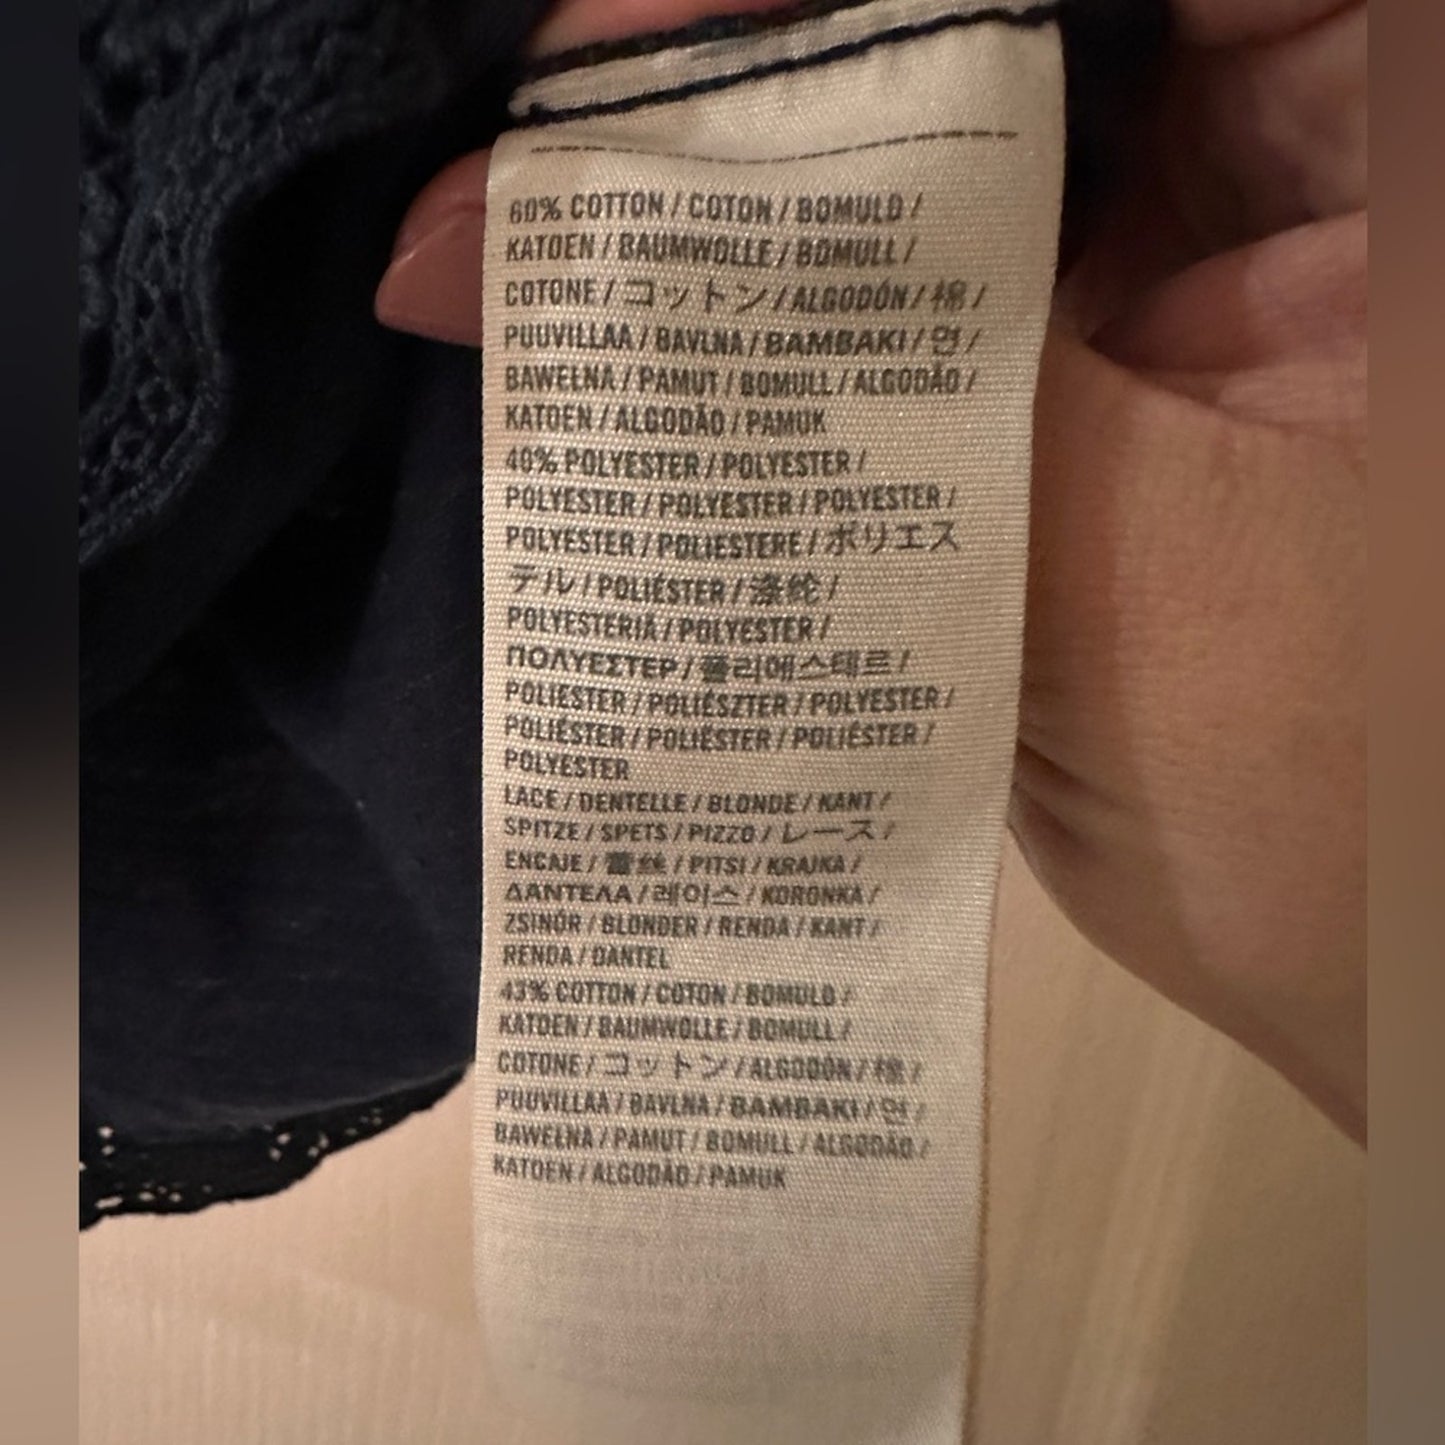 60% COTTON / COTON / BOMULD /
KATOEN / BAUMWOLLE / BOMULL /
COTONE / コットン / ALGODÓN / 棉 /
PUUVILLAA / BAVLNA / BAMBAKI / 면 /
BAWEŁNA / PAMUT / BOMULL / ALGODÃO /
KATOEN / ALGODÃO / PAMUK
40% POLYESTER / POLYESTER /
POLYESTER / POLYESTER / POLYESTER /
POLYESTER / POLIESTERE / ポリエス
テル / POLIÉSTER / 涤纶 /
POLYESTERIÄ / POLYESTER /
ΠΟΛΥΕΣΤΕΡ / 폴리에스테르 /
POLIESTER / POLIÉSZTER / POLYESTER /
POLIÉSTER / POLIËSTER / POLIÉSTER /
POLYESTER
LACE / DENTELLE / BLONDE / KANT /
SPITZE / SPETS / PIZZO / レース /
ENCAJE / 蕾丝 / PITSI / KRAJKA /
ΔΑΝΤΕΛΑ / 레이스 / KORONKA /
ZSINÓR / BLONDER / RENDA / KANT /
RENDA / DANTEL
43% COTTON / COTON / BOMULD /
KATOEN / BAUMWOLLE / BOMULL /
COTONE / コットン / ALGODÓN / 棉 /
PUUVILLAA / BAVLNA / BAMBAKI / 면 /
BAWEŁNA / PAMUT / BOMULL / ALGODÃO /
KATOEN / ALGODÃO / PAMUK